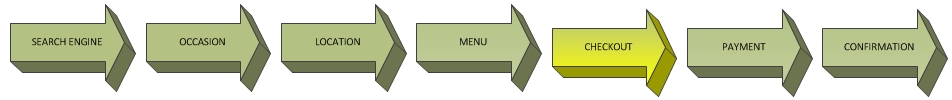 SEARCH ENGINE
OCCASION
LOCATION
MENU
CHECKOUT
PAYMENT
CONFIRMATION